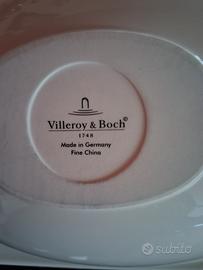 Villeroy & Boch©
1748
Made in Germany
Fine China
subito